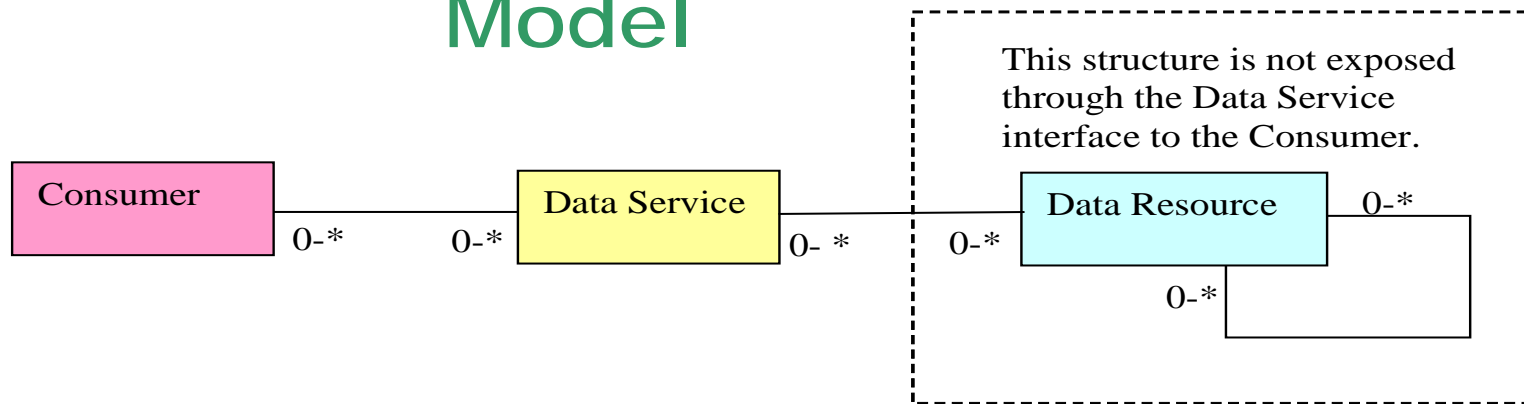 Model
This structure is not exposed
through the Data Service
interface to the Consumer.
Consumer
Data Service
Data Resource
0-*
0-*
0-*
0- *
0-*
0-*